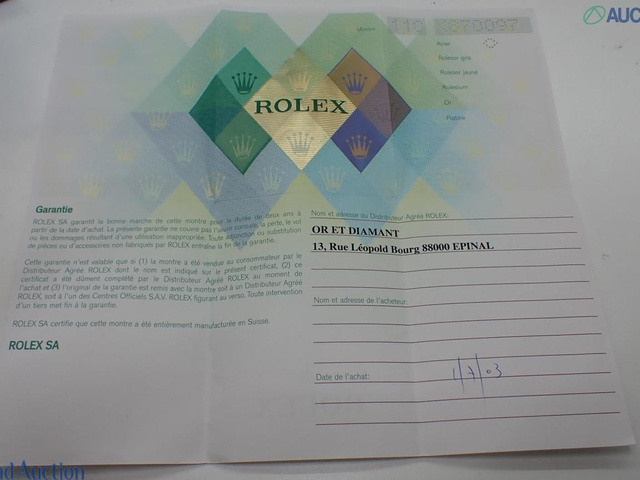 AUC
Montre 110 K670097
Acier
Rolesor gris
Rolesor jaune
Rolesium
Or
Platine
ROLEX
Garantie
ROLEX SA garantit la bonne marche de cette montre pour la durée de deux ans à
partir de la date d'achat. La présente garantie ne couvre pas l'usure normale, la perte, le vol
ou les dommages résultant d'une utilisation inappropriée. Toute adjonction ou substitution
de pièces ou d'accessoires non fabriqués par ROLEX entraîne la fin de la garantie.
Cette garantie n'est valable que si (1) la montre a été vendue au consommateur par le
Distributeur Agréé ROLEX dont le nom est indiqué sur le présent certificat, (2) ce
certificat a été dûment complété par le Distributeur Agréé ROLEX au moment de
l'achat et (3) l'original de la garantie est remis avec la montre soit à un Distributeur Agréé
ROLEX, soit à l'un des Centres Officiels S.A.V. ROLEX figurant au verso. Toute intervention
d'un tiers met fin à la garantie.
ROLEX SA certifie que cette montre a été entièrement manufacturée en Suisse.
ROLEX SA
Nom et adresse du Distributeur Agréé ROLEX:
OR ET DIAMANT
13, Rue Léopold Bourg 88000 EPINAL
Nom et adresse de l'acheteur:
Date de l'achat: 1/7/03
nd Auction